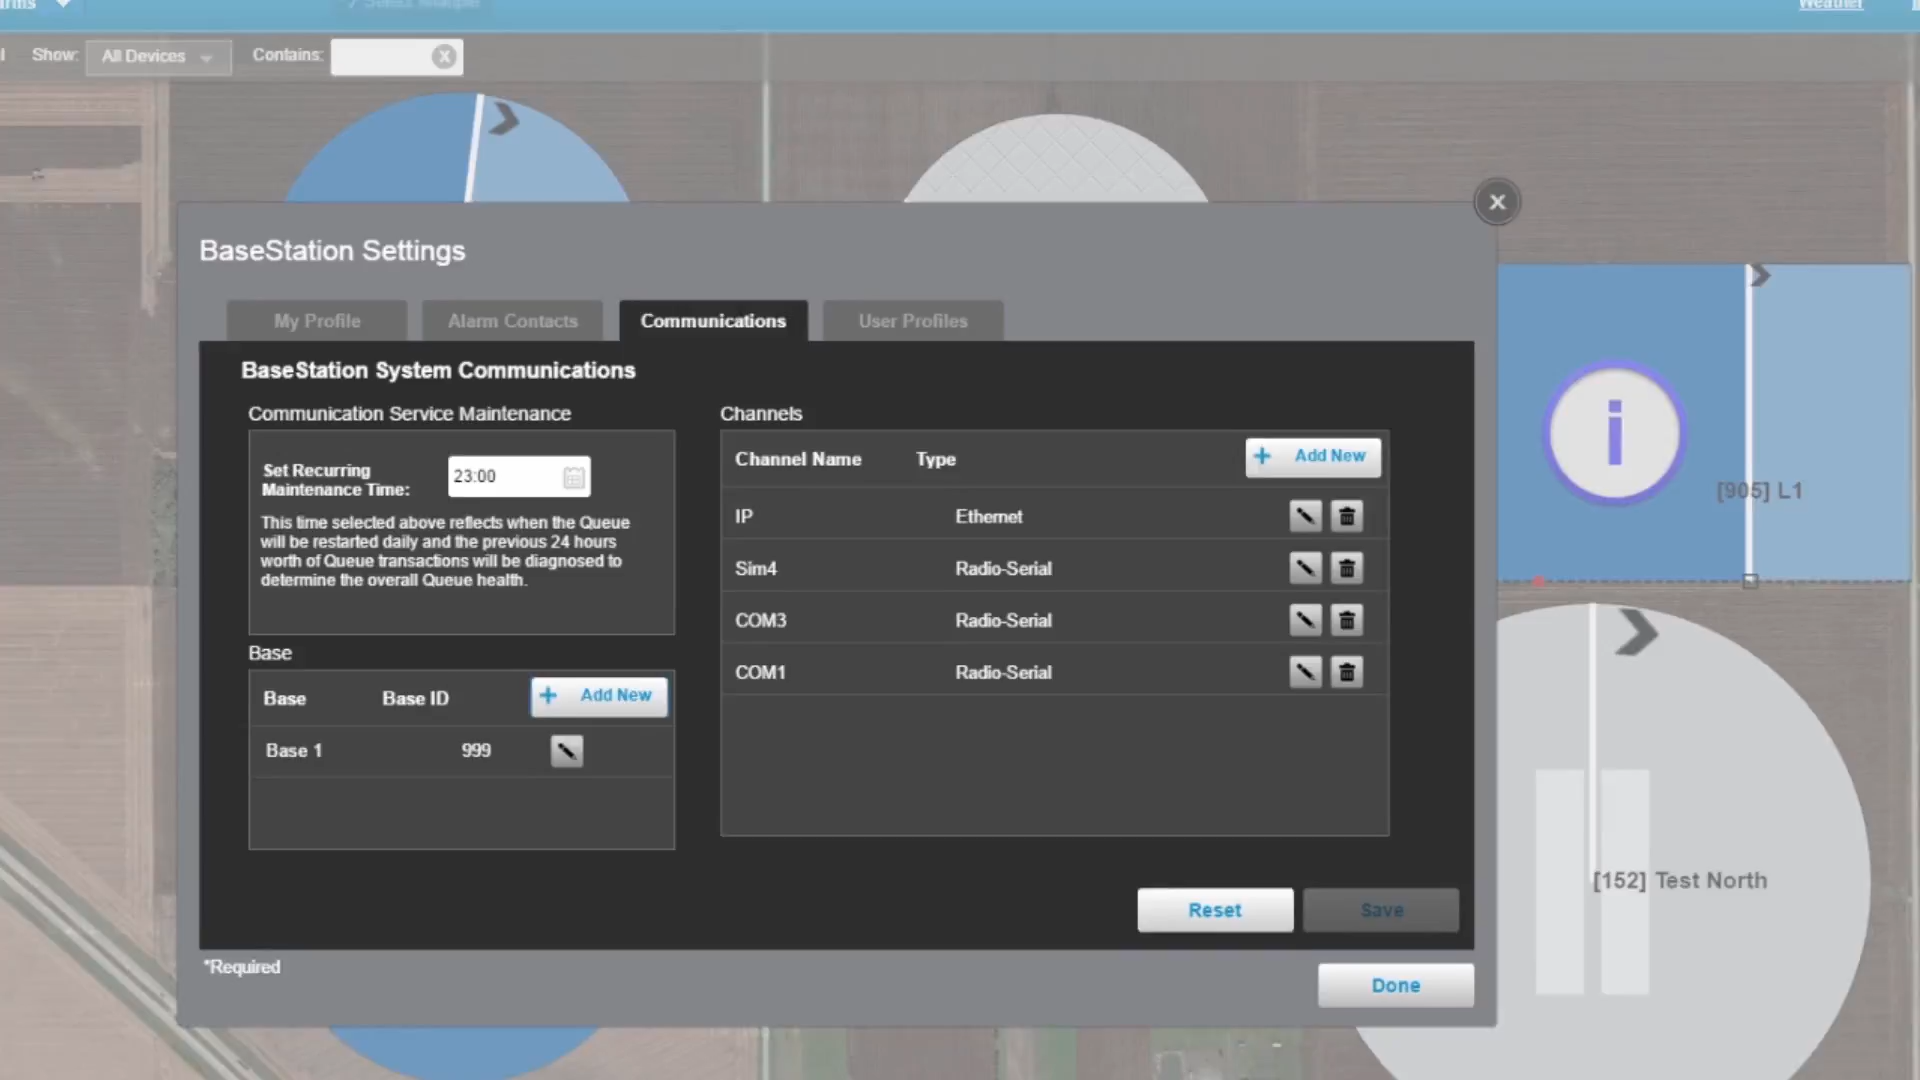 Weather
Show:
All Devices
Contains:
BaseStation Settings
My Profile
Alarm Contacts
Communications
User Profiles
BaseStation System Communications
Communication Service Maintenance
Set Recurring
Maintenance Time:
23:00
This time selected above reflects when the Queue
will be restarted daily and the previous 24 hours
worth of Queue transactions will be diagnosed to
determine the overall Queue health.
Base
Base
Base ID
+ Add New
Base 1
999
Channels
Channel Name
Type
+ Add New
IP
Ethernet
Sim4
Radio-Serial
COM3
Radio-Serial
COM1
Radio-Serial
Reset
Save
*Required
Done
[905] L1
[152] Test North